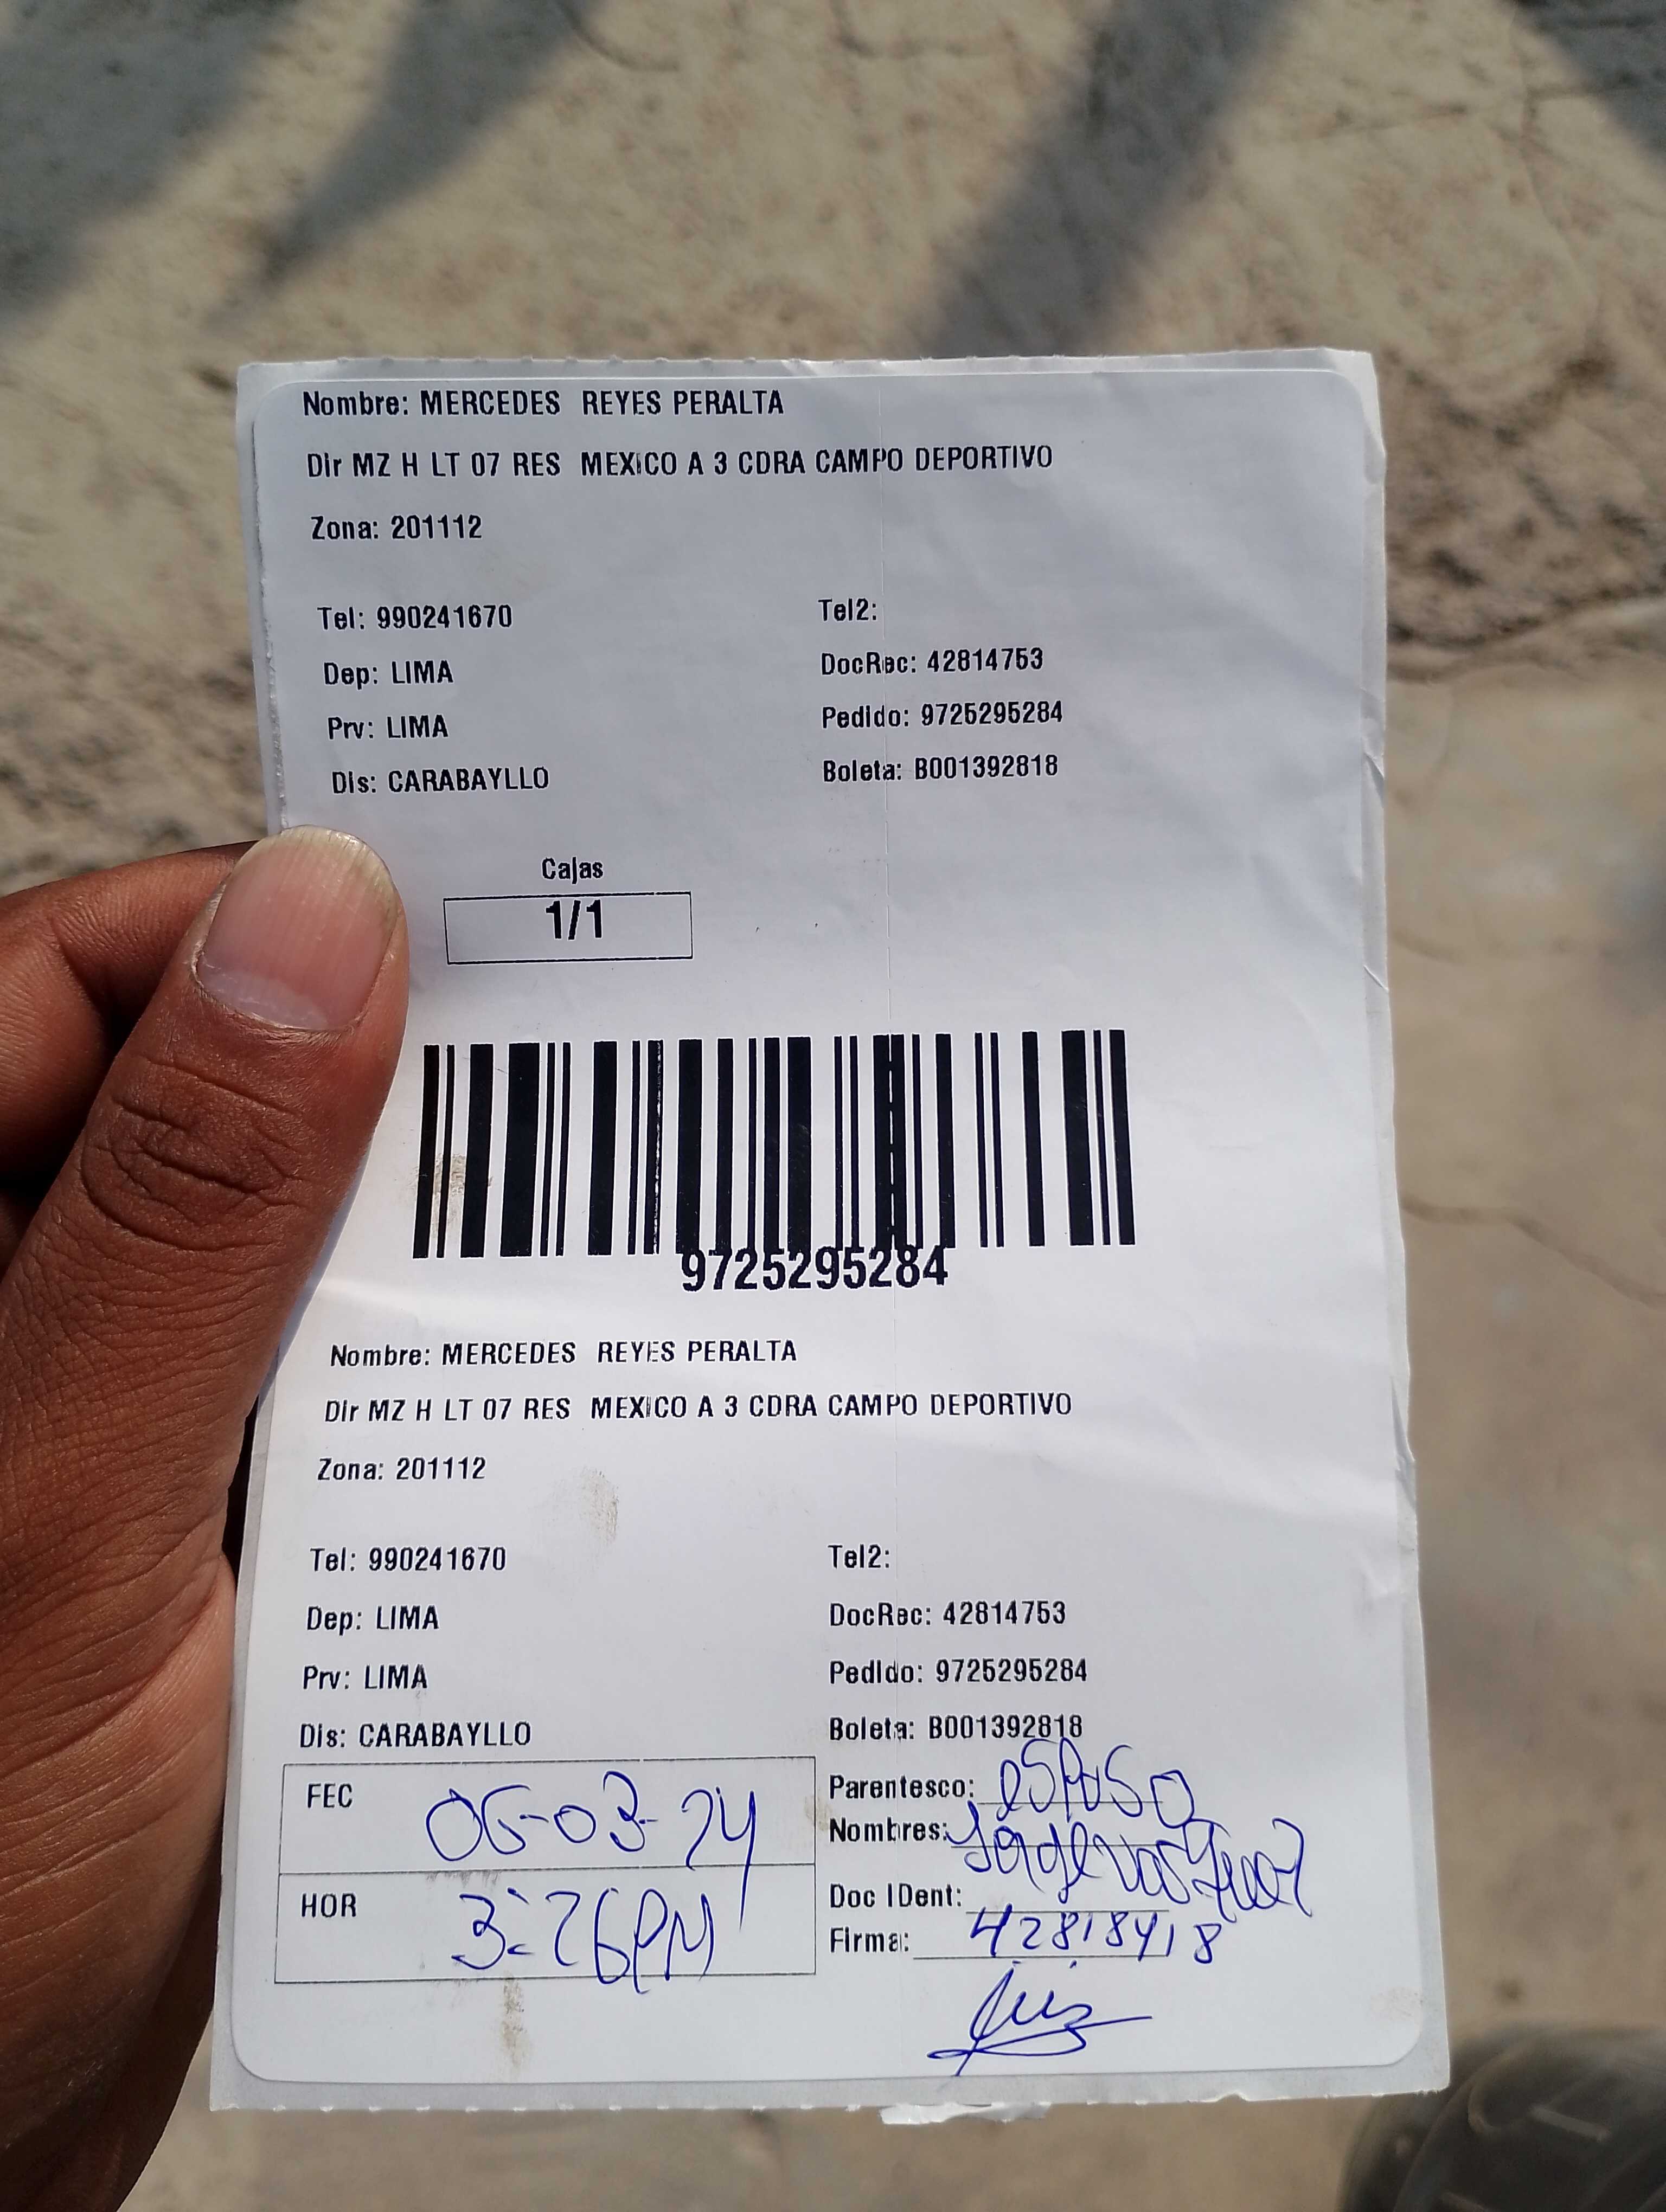 Nombre: MERCEDES REYES PERALTA
Dir MZ H LT 07 RES MEXICO A 3 CDRA CAMPO DEPORTIVO
Zona: 201112
Tel: 990241670 Tel2:
Dep: LIMA DocRec: 42814753
Prv: LIMA Pedido: 9725295284
Dis: CARABAYLLO Boleta: B001392818
Cajas
1/1
9725295284
Nombre: MERCEDES REYES PERALTA
Dir MZ H LT 07 RES MEXICO A 3 CDRA CAMPO DEPORTIVO
Zona: 201112
Tel: 990241670 Tel2:
Dep: LIMA DocRec: 42814753
Prv: LIMA Pedido: 9725295284
Dis: CARABAYLLO Boleta: B001392818
FEC 06-03-24 Parentesco: esposo
Nombres: Jorge
HOR 3:26PM Doc IDent:
Firma: 42818418